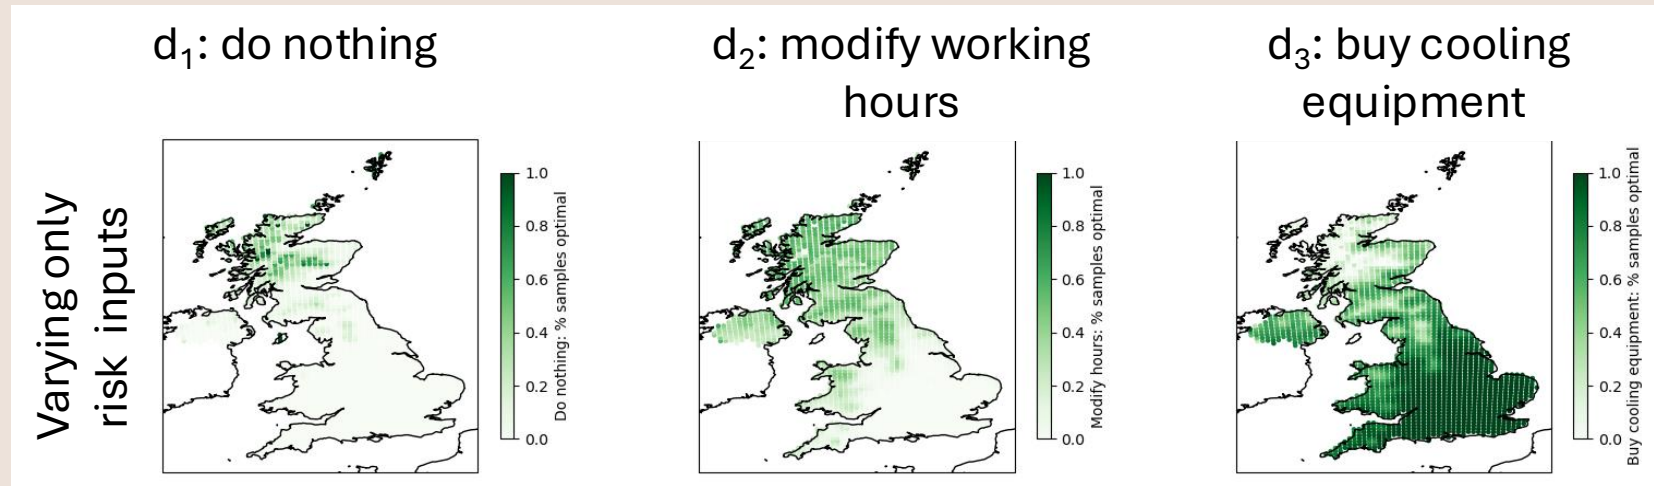 d₁: do nothing
d₂: modify working
hours
d₃: buy cooling
equipment
Varying only
risk inputs
1.0
0.8
0.6
0.4
0.2
0.0
Do nothing: % samples optimal
1.0
0.8
0.6
0.4
0.2
0.0
Modify hours: % samples optimal
1.0
0.8
0.6
0.4
0.2
0.0
Buy cooling equipment: % samples optimal